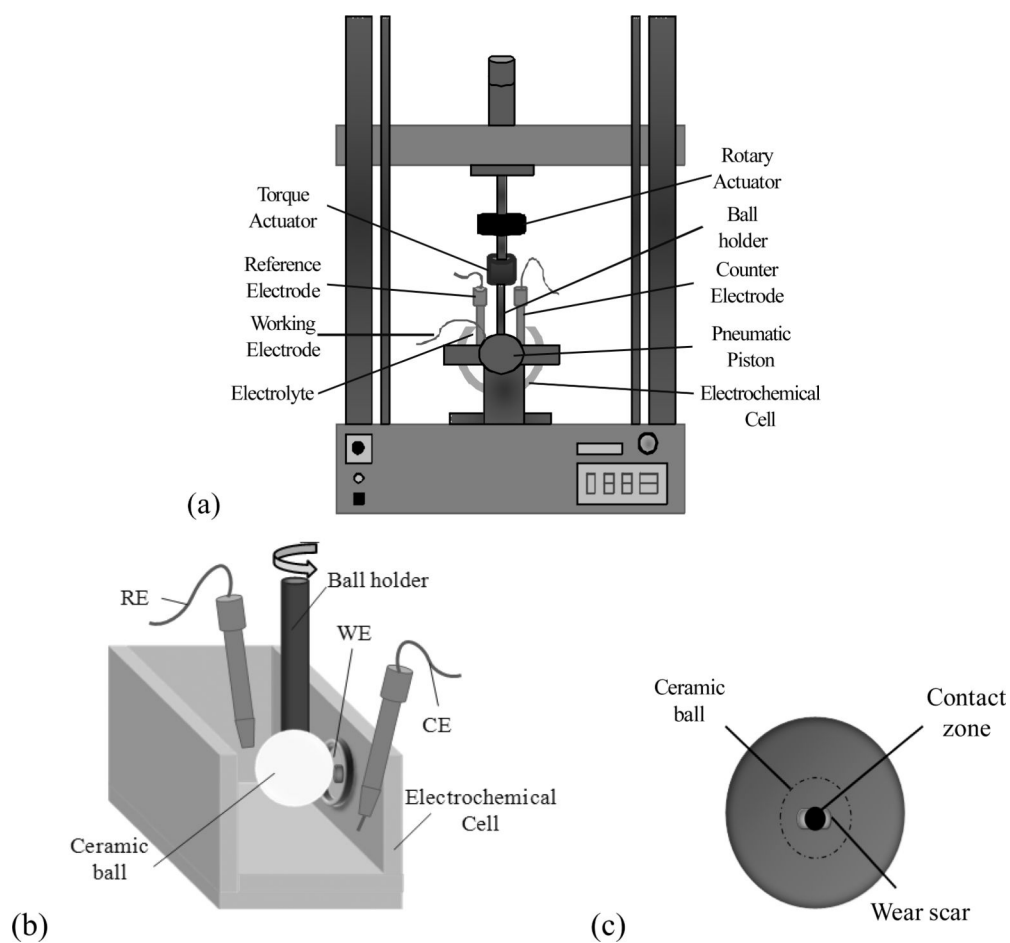 Rotary
Actuator
Torque
Actuator
Ball
holder
Reference
Electrode
Counter
Electrode
Working
Electrode
Pneumatic
Piston
Electrolyte
Electrochemical
Cell
(a)
Ball holder
RE
WE
CE
Electrochemical
Cell
Ceramic
ball
(b)
Ceramic
ball
Contact
zone
Wear scar
(c)